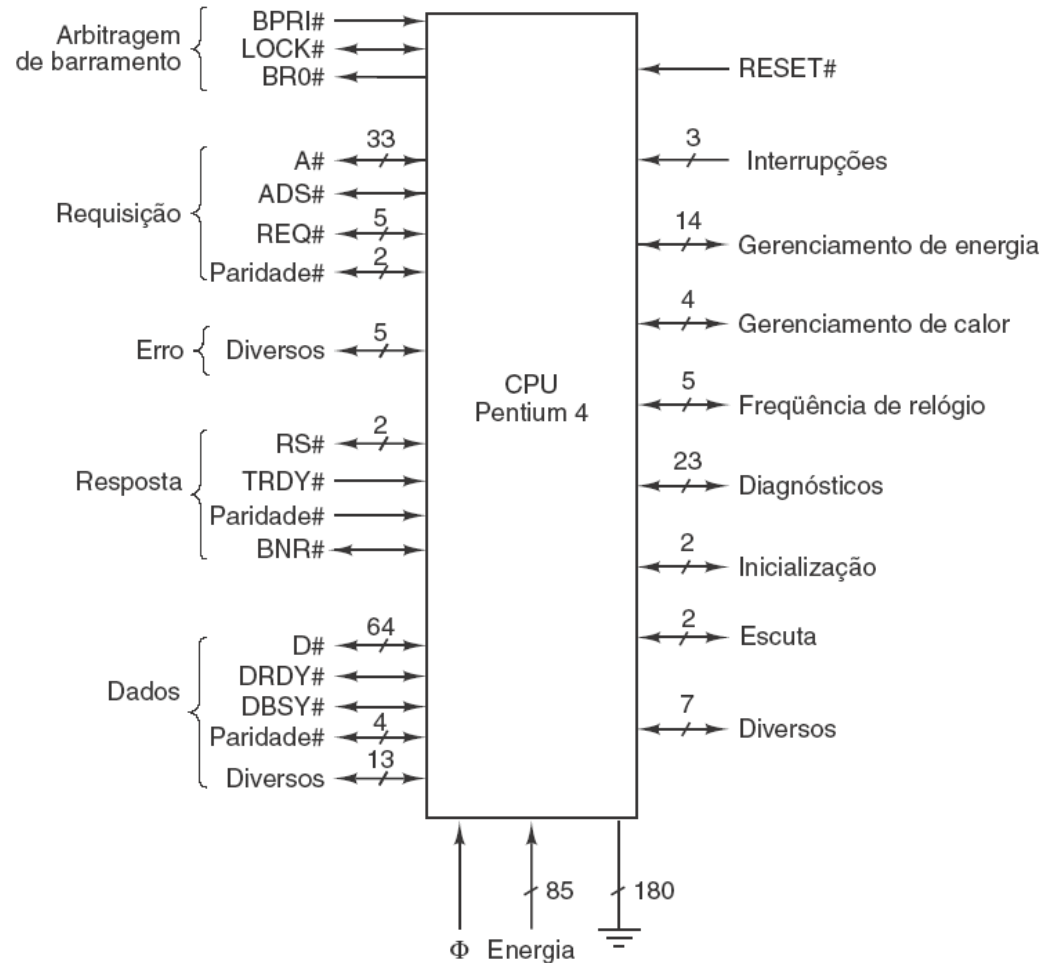 Arbitragem
de barramento
BPRI#
LOCK#
BR0#
Requisição
33
A#
ADS#
5
REQ#
2
Paridade#
Erro
5
Diversos
Resposta
2
RS#
TRDY#
Paridade#
BNR#
Dados
64
D#
DRDY#
DBSY#
4
Paridade#
13
Diversos
CPU
Pentium 4
RESET#
3
Interrupções
14
Gerenciamento de energia
4
Gerenciamento de calor
5
Freqüência de relógio
23
Diagnósticos
2
Inicialização
2
Escuta
7
Diversos
85
180
Φ
Energia